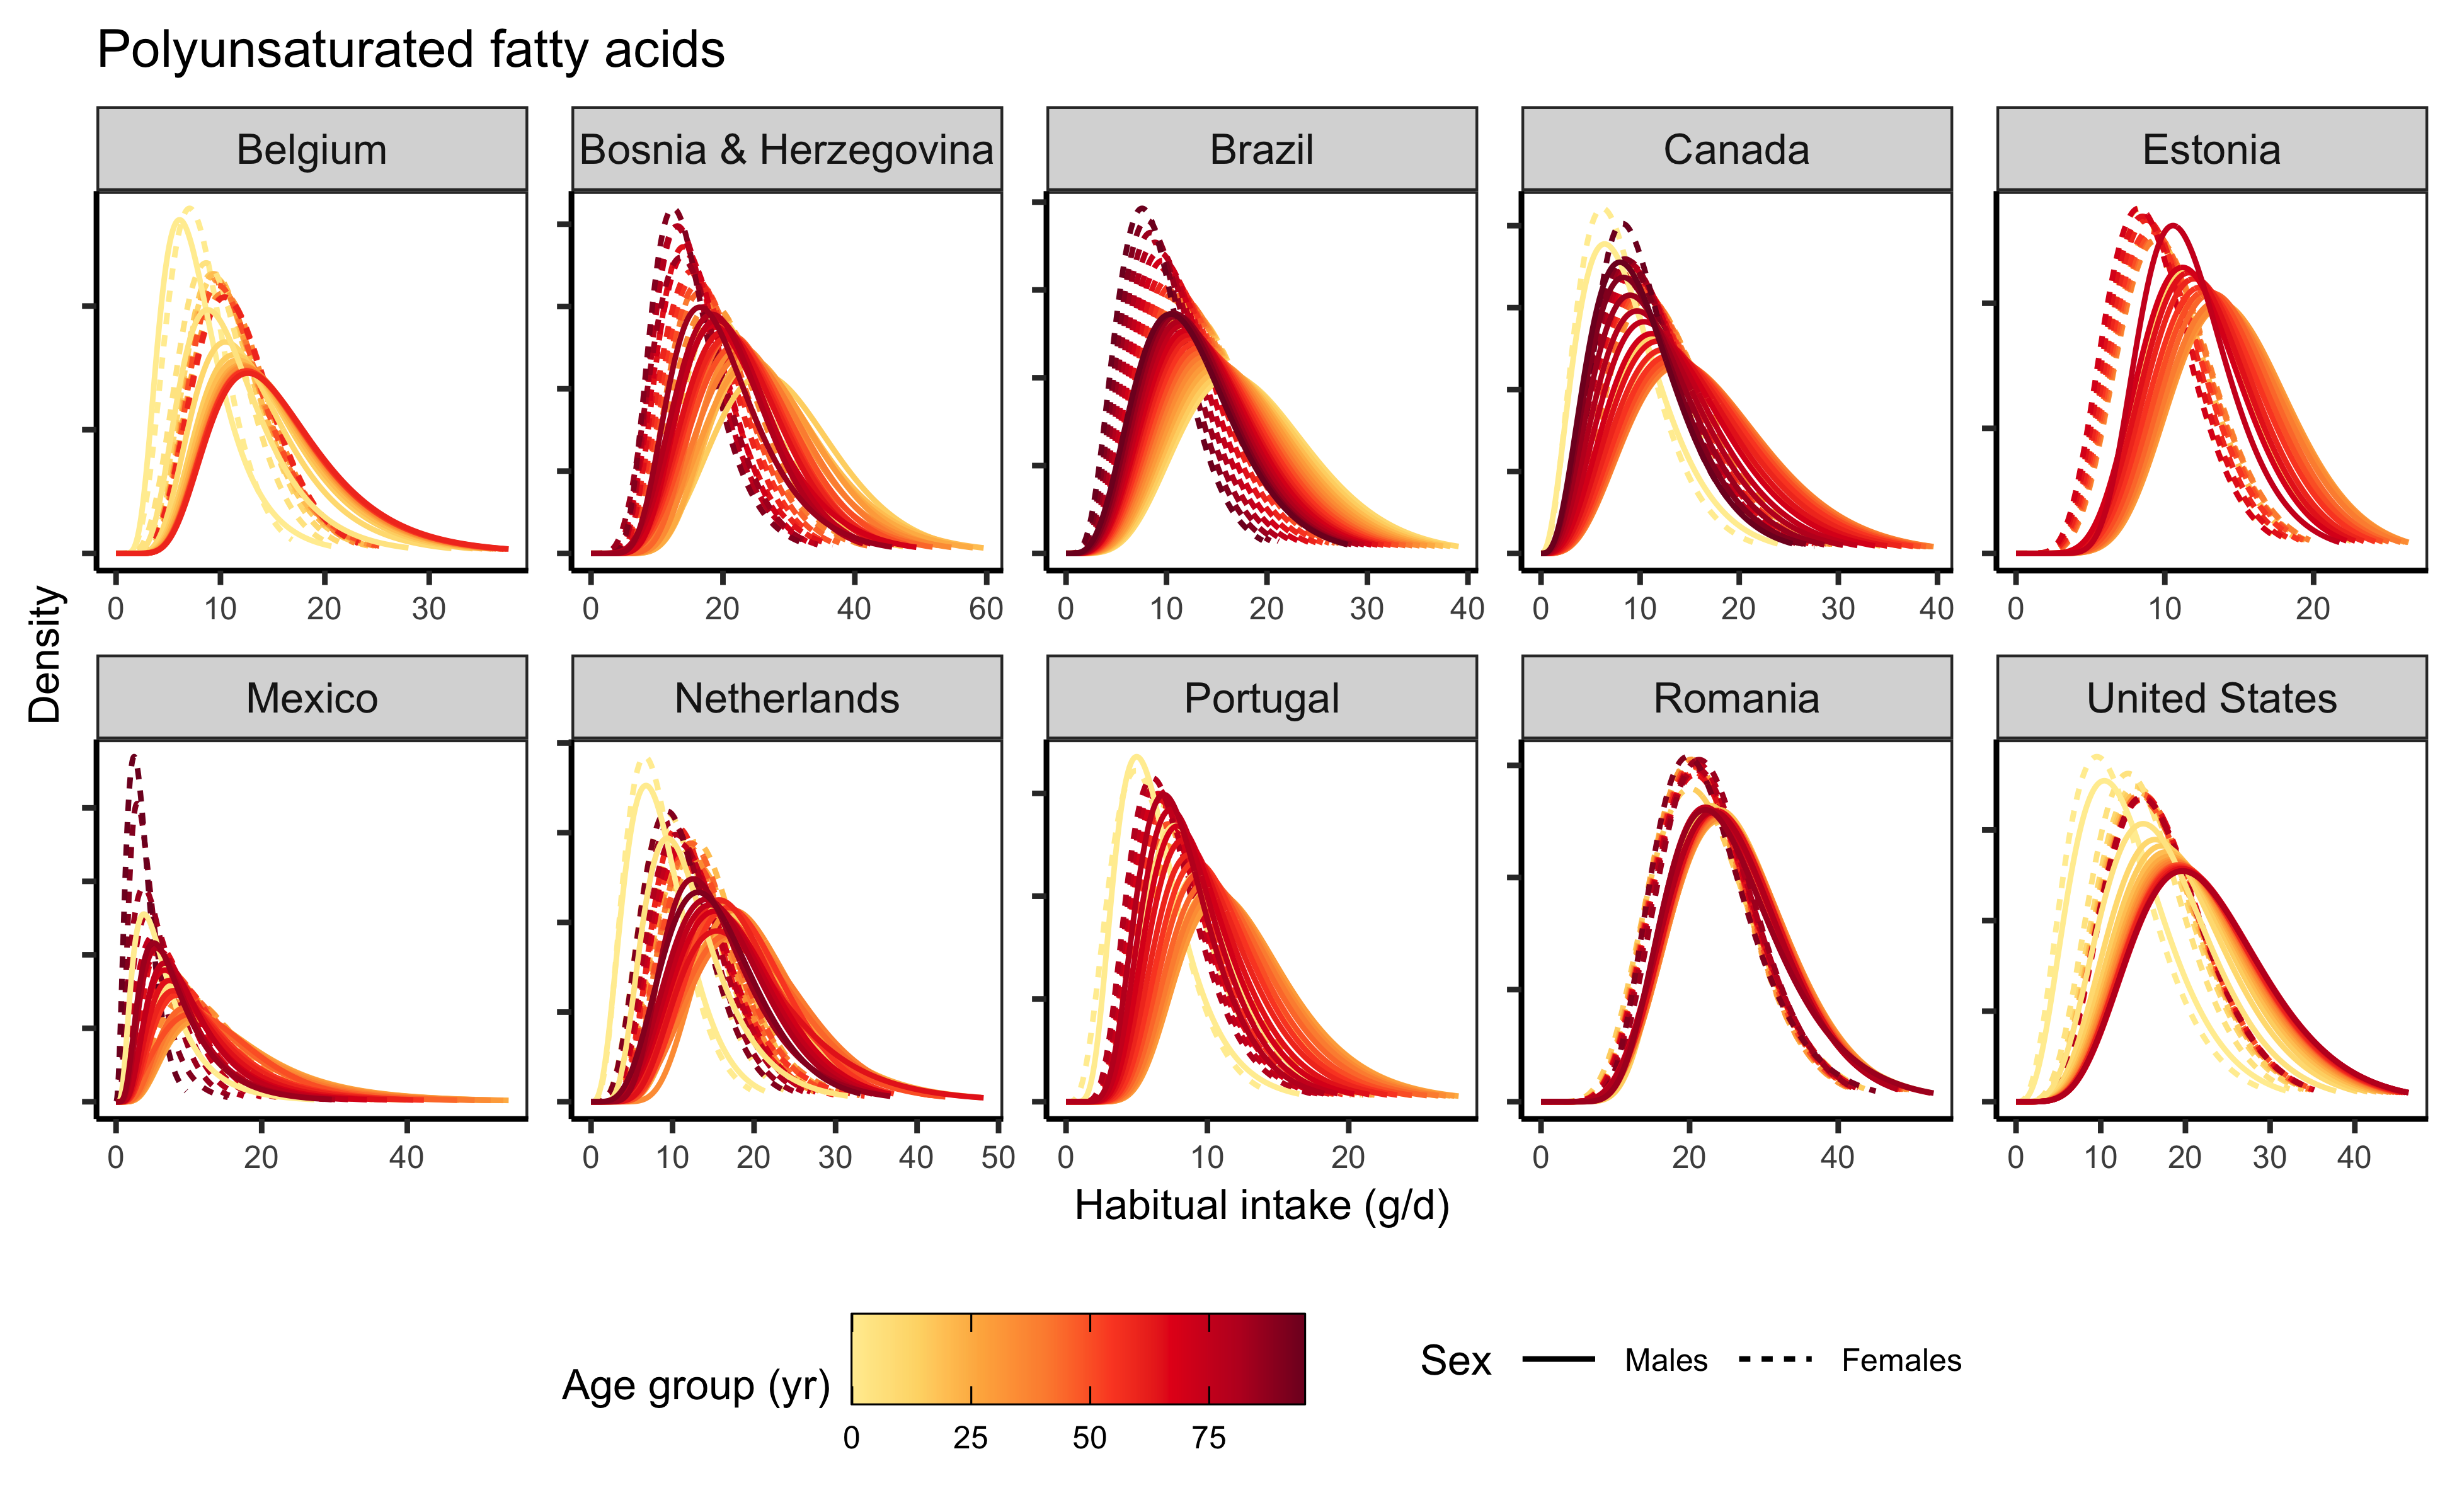 Polyunsaturated fatty acids
Belgium
Bosnia & Herzegovina
Brazil
Canada
Estonia
0 10 20 30
0 20 40 60
0 10 20 30 40
0 10 20 30 40
0 10 20
Density
Mexico
Netherlands
Portugal
Romania
United States
0 20 40
0 10 20 30 40 50
0 10 20
0 20 40
0 10 20 30 40
Habitual intake (g/d)
Age group (yr)
0 25 50 75
Sex
Males
Females